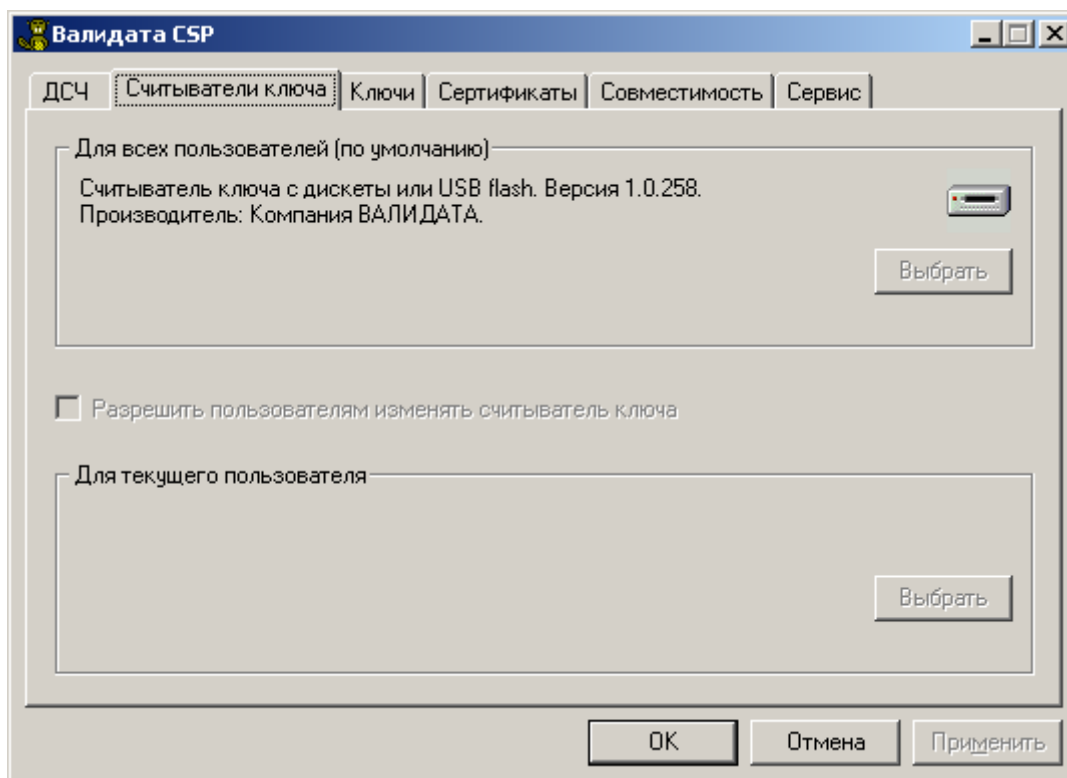 Валидата CSP
ДСЧ Считыватели ключа Ключи Сертификаты Совместимость Сервис
Для всех пользователей (по умолчанию)
Считыватель ключа с дискеты или USB flash. Версия 1.0.258.
Производитель: Компания ВАЛИДАТА.
Выбрать
Разрешить пользователям изменять считыватель ключа
Для текущего пользователя
Выбрать
OK Отмена Применить